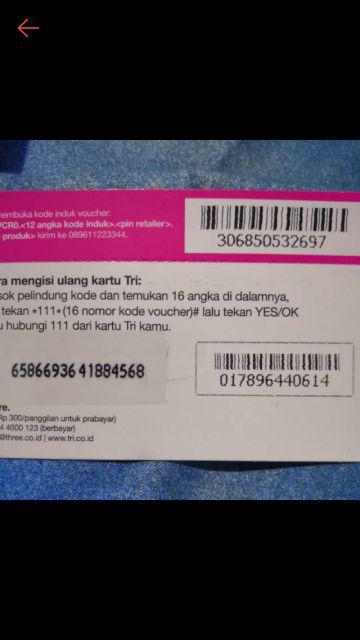 membuka kode induk voucher:
VCR0.<12 angka kode induk>.<pin retailer>.
produk> kirim ke 089611223344.
306850532697
ra mengisi ulang kartu Tri:
sok pelindung kode dan temukan 16 angka di dalamnya,
tekan *111*(16 nomor kode voucher)# lalu tekan YES/OK
u hubungi 111 dari kartu Tri kamu.
6586693641884568
017896440614
re.
Rp 300/panggilan untuk prabayar)
4 4000 123 (berbayar)
@three.co.id | www.tri.co.id